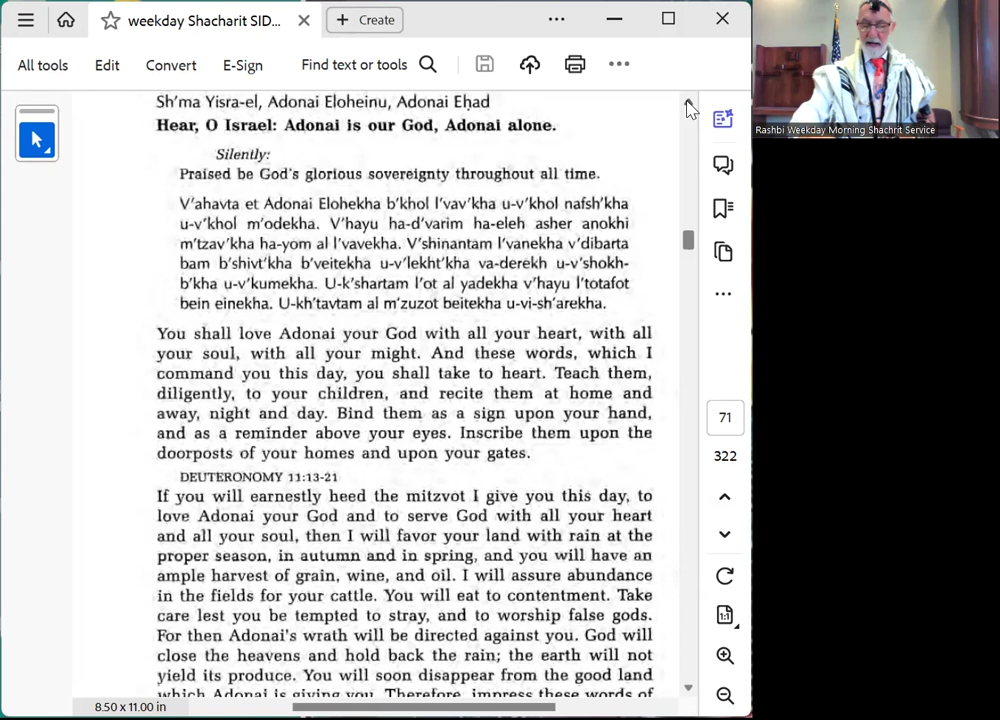 weekday Shacharit SID...
Create
All tools
Edit
Convert
E-Sign
Find text or tools
Sh'ma Yisra-el, Adonai Eloheinu, Adonai Eḥad
Hear, O Israel: Adonai is our God, Adonai alone.
Silently:
Praised be God's glorious sovereignty throughout all time.
V'ahavta et Adonai Elohekha b'khol l'vav'kha u-v'khol nafsh'kha
u-v'khol m'odekha. V'hayu ha-d'varim ha-eleh asher anokhi
m'tzav'kha ha-yom al l'vavekha. V'shinantam l'vanekha v'dibarta
bam b'shivt'kha b'veitekha u-v'lekht'kha va-derekh u-v'shokh-
b'kha u-v'kumekha. U-k'shartam l'ot al yadekha v'hayu l'totafot
bein einekha. U-kh'tavtam al m'zuzot beitekha u-vi-sh'arekha.
You shall love Adonai your God with all your heart, with all
your soul, with all your might. And these words, which I
command you this day, you shall take to heart. Teach them,
diligently, to your children, and recite them at home and
away, night and day. Bind them as a sign upon your hand,
and as a reminder above your eyes. Inscribe them upon the
doorposts of your homes and upon your gates.
DEUTERONOMY 11:13-21
If you will earnestly heed the mitzvot I give you this day, to
love Adonai your God and to serve God with all your heart
and all your soul, then I will favor your land with rain at the
proper season, in autumn and in spring, and you will have an
ample harvest of grain, wine, and oil. I will assure abundance
in the fields for your cattle. You will eat to contentment. Take
care lest you be tempted to stray, and to worship false gods.
For then Adonai's wrath will be directed against you. God will
close the heavens and hold back the rain; the earth will not
yield its produce. You will soon disappear from the good land
which Adonai is giving you. Therefore, impress these words of
8.50 x 11.00 in
71
322
1:1
Rashbi Weekday Morning Shachrit Service